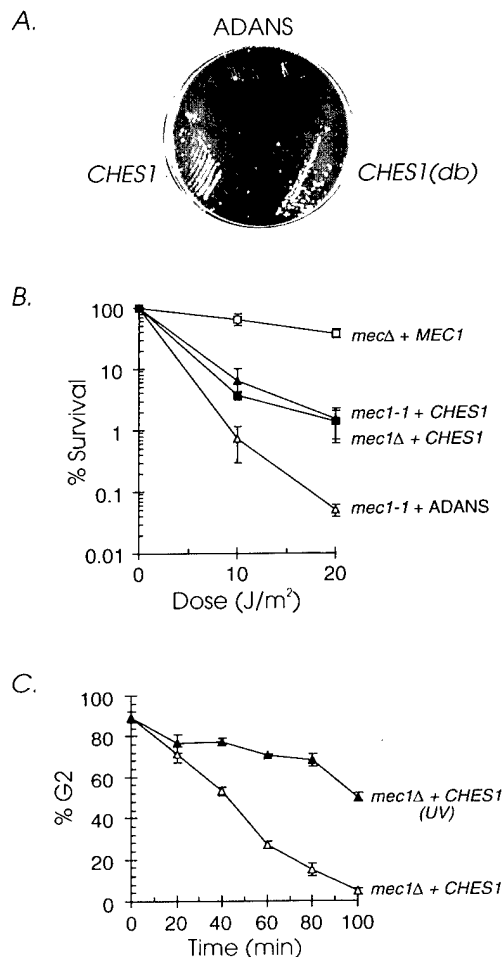 A.
ADANS
CHES1
CHES1(db)
B.
100
10
1
0.1
0.01
% Survival
0
10
20
Dose (J/m²)
mecΔ + MEC1
mec1-1 + CHES1
mec1Δ + CHES1
mec1-1 + ADANS
C.
100
80
60
40
20
0
% G2
0
20
40
60
80
100
Time (min)
mec1Δ + CHES1
(UV)
mec1Δ + CHES1